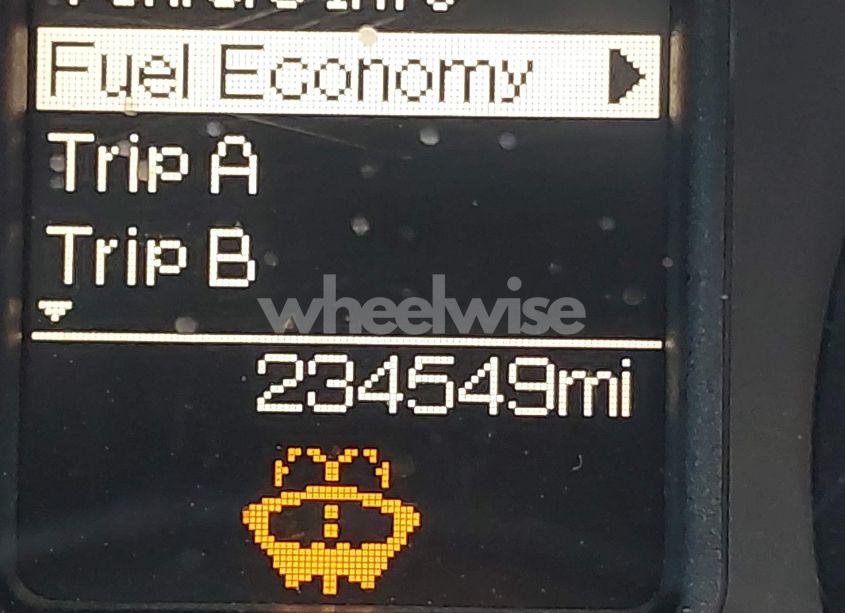 Fuel Economy
Trip A
Trip B
wheelwise
234549mi